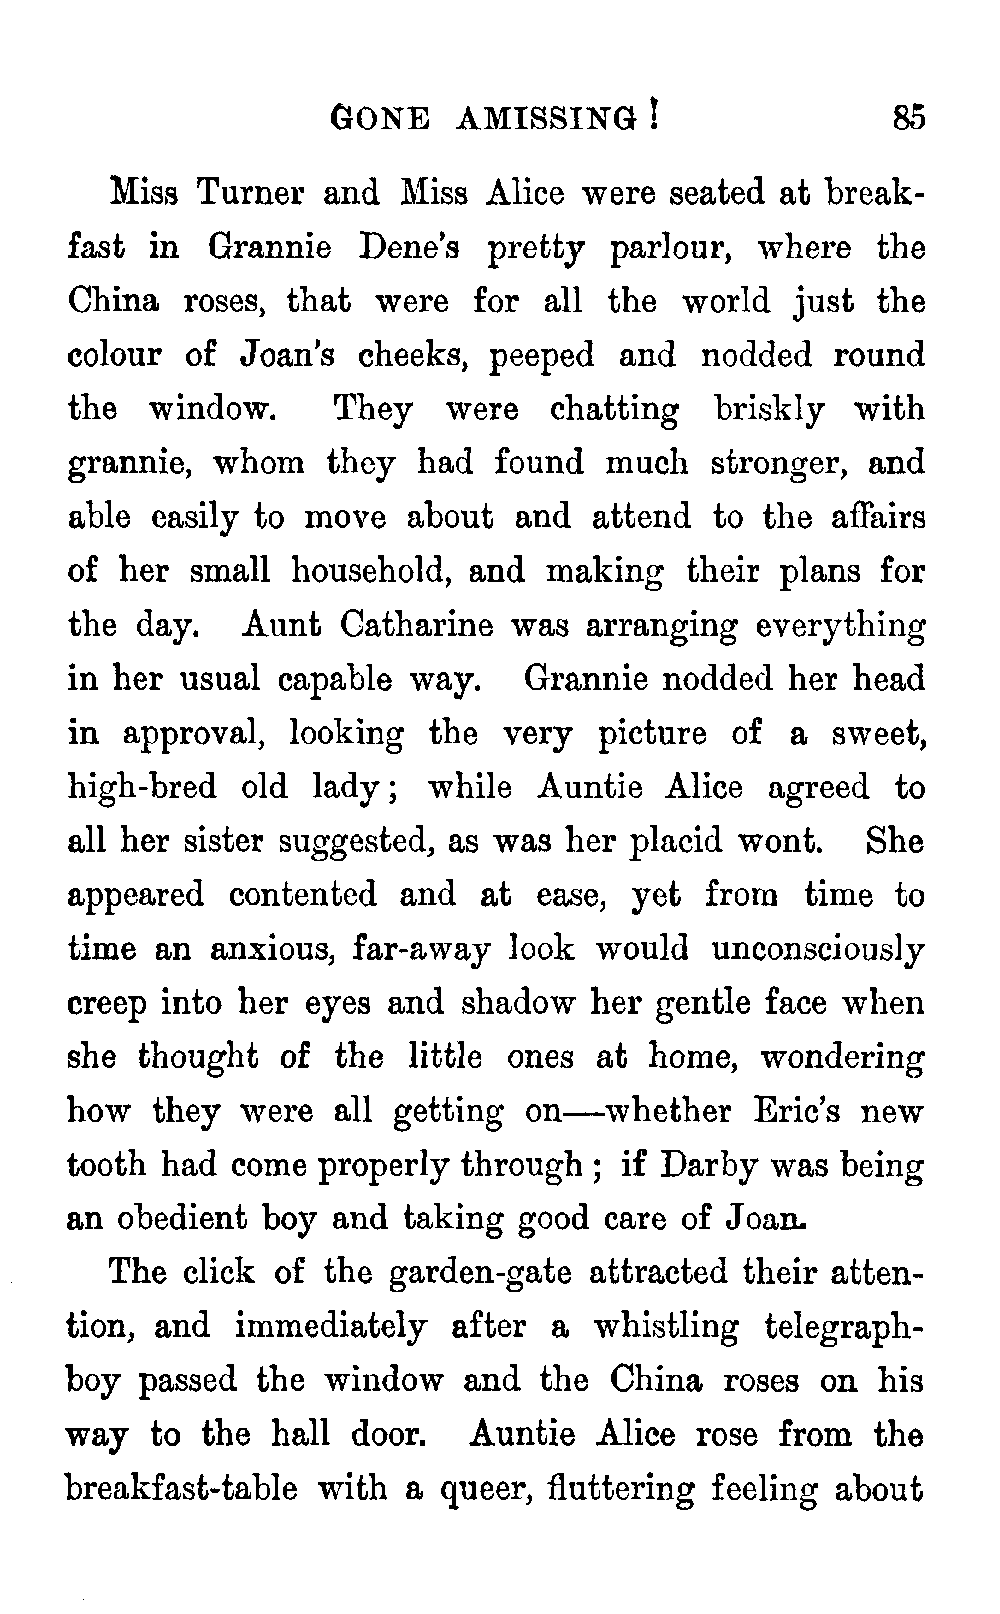 GONE AMISSING! 85
Miss Turner and Miss Alice were seated at break-
fast in Grannie Dene's pretty parlour, where the
China roses, that were for all the world just the
colour of Joan's cheeks, peeped and nodded round
the window. They were chatting briskly with
grannie, whom they had found much stronger, and
able easily to move about and attend to the affairs
of her small household, and making their plans for
the day. Aunt Catharine was arranging everything
in her usual capable way. Grannie nodded her head
in approval, looking the very picture of a sweet,
high-bred old lady; while Auntie Alice agreed to
all her sister suggested, as was her placid wont. She
appeared contented and at ease, yet from time to
time an anxious, far-away look would unconsciously
creep into her eyes and shadow her gentle face when
she thought of the little ones at home, wondering
how they were all getting on—whether Eric's new
tooth had come properly through; if Darby was being
an obedient boy and taking good care of Joan.
The click of the garden-gate attracted their atten-
tion, and immediately after a whistling telegraph-
boy passed the window and the China roses on his
way to the hall door. Auntie Alice rose from the
breakfast-table with a queer, fluttering feeling about